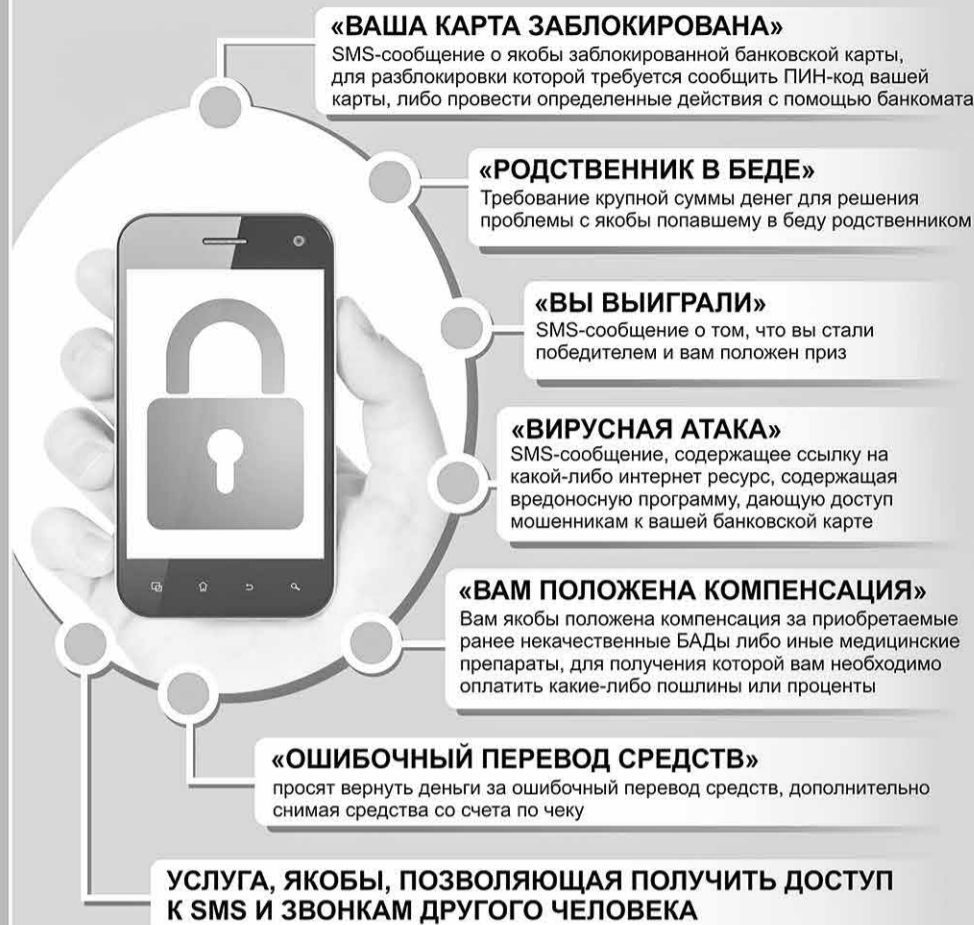 «ВАША КАРТА ЗАБЛОКИРОВАНА»
SMS-сообщение о якобы заблокированной банковской карты,
для разблокировки которой требуется сообщить ПИН-код вашей
карты, либо провести определенные действия с помощью банкомата
«РОДСТВЕННИК В БЕДЕ»
Требование крупной суммы денег для решения
проблемы с якобы попавшему в беду родственником
«ВЫ ВЫИГРАЛИ»
SMS-сообщение о том, что вы стали
победителем и вам положен приз
«ВИРУСНАЯ АТАКА»
SMS-сообщение, содержащее ссылку на
какой-либо интернет ресурс, содержащая
вредоносную программу, дающую доступ
мошенникам к вашей банковской карте
«ВАМ ПОЛОЖЕНА КОМПЕНСАЦИЯ»
Вам якобы положена компенсация за приобретаемые
ранее некачественные БАДы либо иные медицинские
препараты, для получения которой вам необходимо
оплатить какие-либо пошлины или проценты
«ОШИБОЧНЫЙ ПЕРЕВОД СРЕДСТВ»
просят вернуть деньги за ошибочный перевод средств, дополнительно
снимая средства со счета по чеку
УСЛУГА, ЯКОБЫ, ПОЗВОЛЯЮЩАЯ ПОЛУЧИТЬ ДОСТУП
К SMS И ЗВОНКАМ ДРУГОГО ЧЕЛОВЕКА